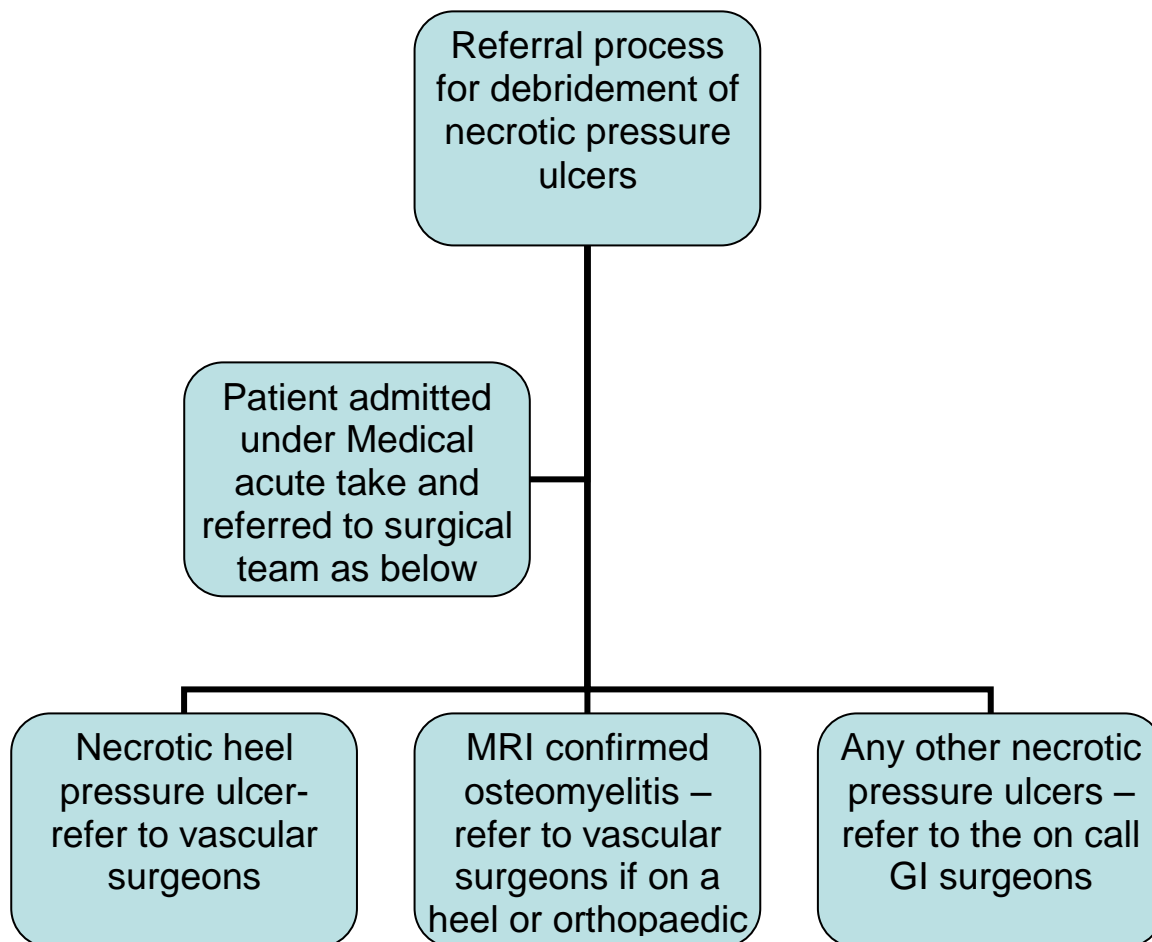 Referral process
for debridement of
necrotic pressure
ulcers
Patient admitted
under Medical
acute take and
referred to surgical
team as below
Necrotic heel
pressure ulcer-
refer to vascular
surgeons
MRI confirmed
osteomyelitis –
refer to vascular
surgeons if on a
heel or orthopaedic
Any other necrotic
pressure ulcers –
refer to the on call
GI surgeons